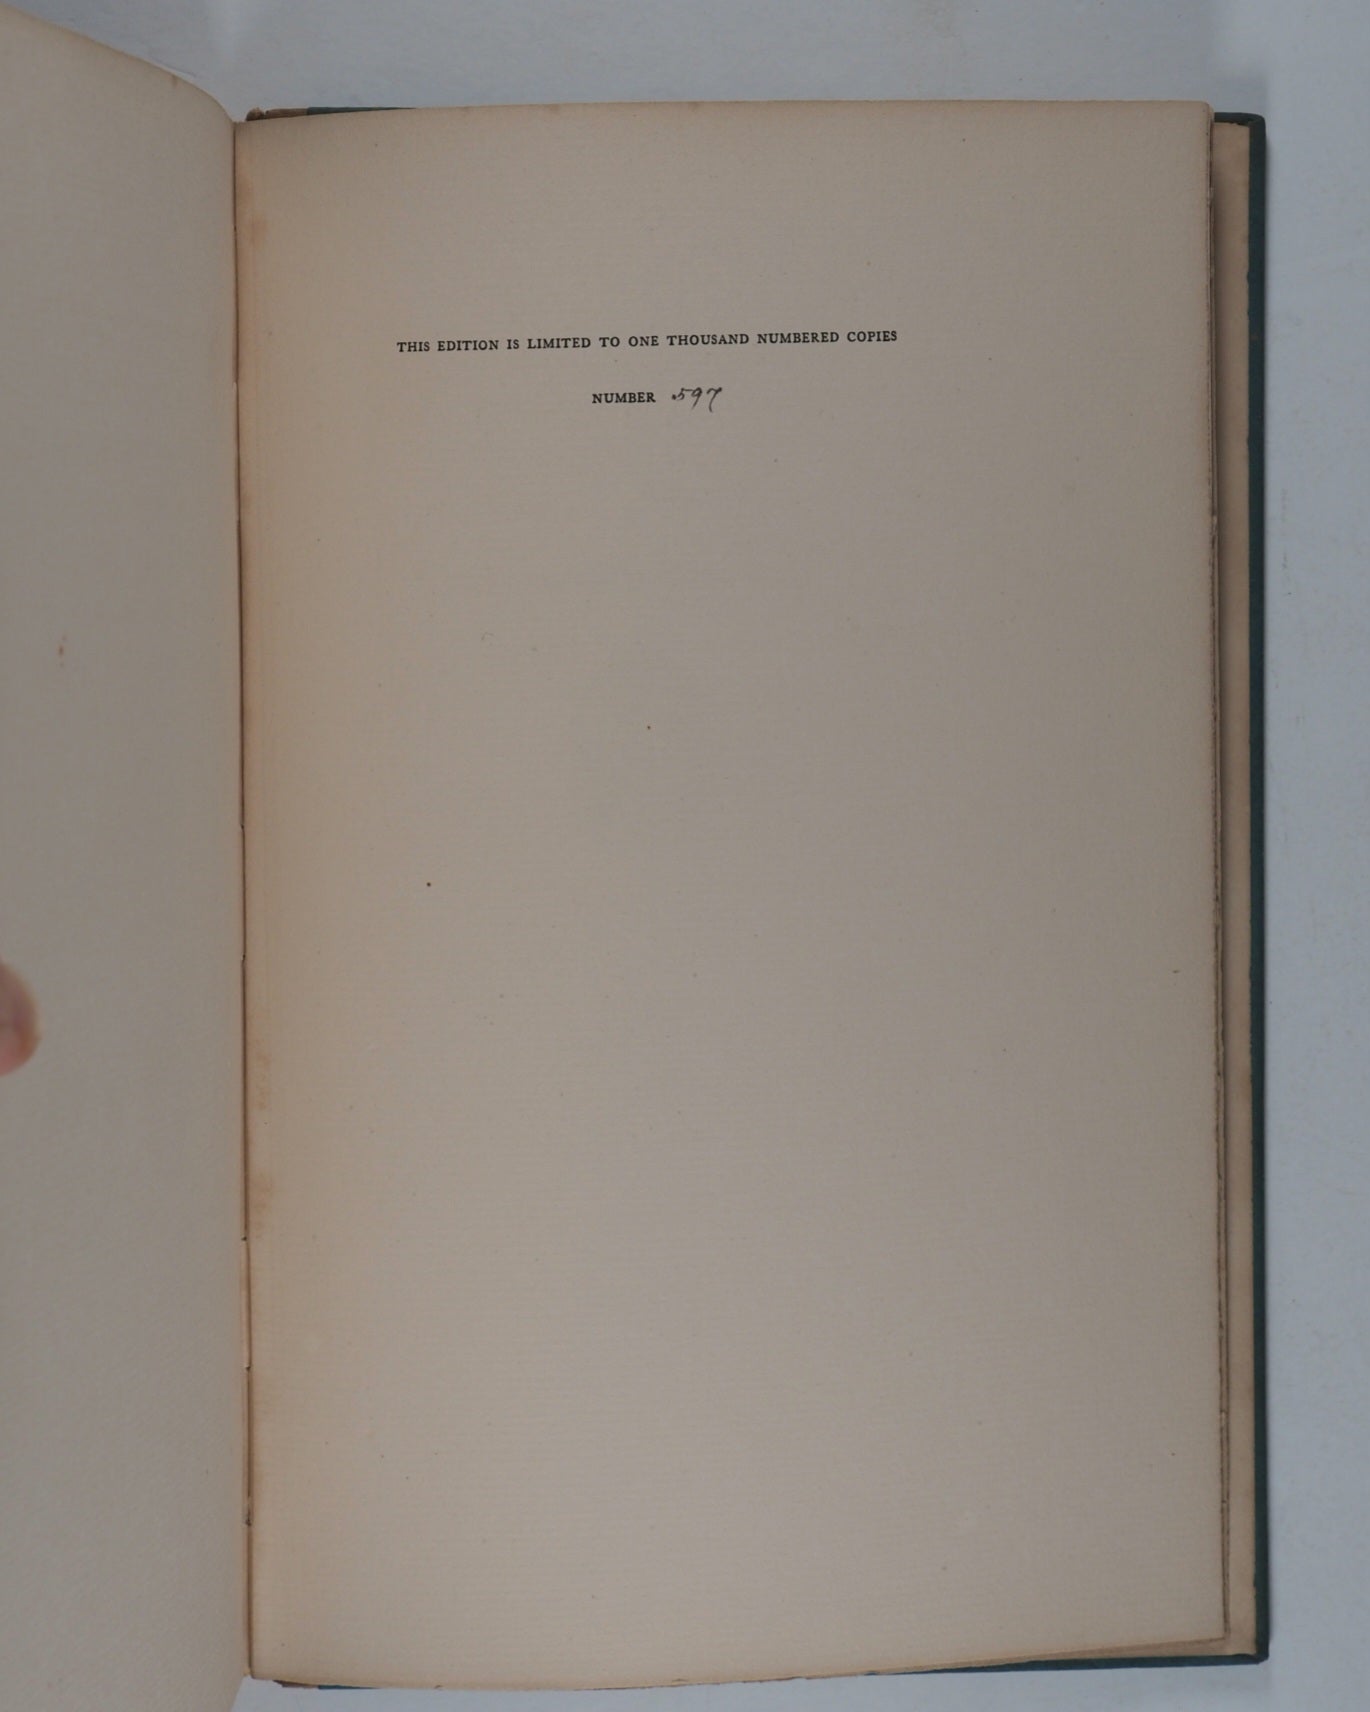 THIS EDITION IS LIMITED TO ONE THOUSAND NUMBERED COPIES
NUMBER 597